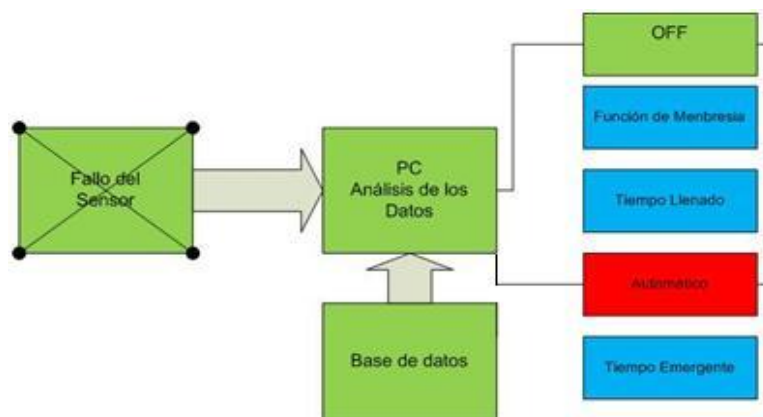 OFF
Función de Menbresia
Fallo del
Sensor
PC
Análisis de los
Datos
Tiempo Llenado
Automático
Base de datos
Tiempo Emergente